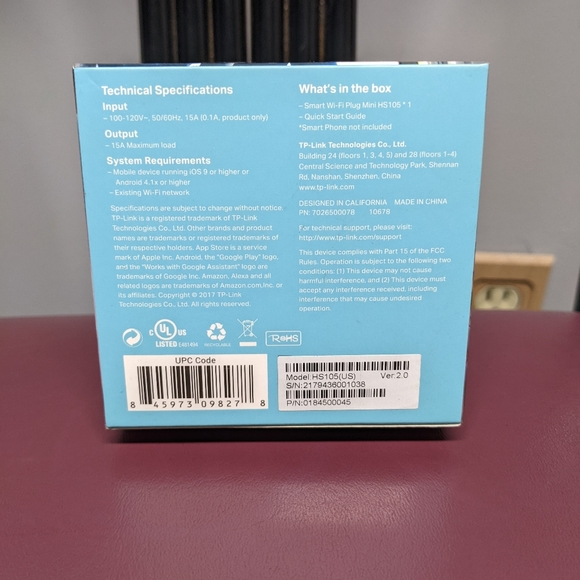 Technical Specifications
Input
– 100-120V~, 50/60Hz, 15A (0.1A, product only)
Output
– 15A Maximum load
System Requirements
– Mobile device running iOS 9 or higher or
Android 4.1x or higher
– Existing Wi-Fi network
Specifications are subject to change without notice.
TP-Link is a registered trademark of TP-Link
Technologies Co., Ltd. Other brands and product
names are trademarks or registered trademarks of
their respective holders. App Store is a service
mark of Apple Inc. Android, the "Google Play" logo,
and the "Works with Google Assistant" logo are
trademarks of Google Inc. Amazon, Alexa and all
related logos are trademarks of Amazon.com,Inc. or
its affiliates. Copyright © 2017 TP-Link
Technologies Co., Ltd. All rights reserved.
What's in the box
– Smart Wi-Fi Plug Mini HS105 * 1
– Quick Start Guide
*Smart Phone not included
TP-Link Technologies Co., Ltd.
Building 24 (floors 1, 3, 4, 5) and 28 (floors 1-4)
Central Science and Technology Park, Shennan
Rd, Nanshan, Shenzhen, China
www.tp-link.com
DESIGNED IN CALIFORNIA MADE IN CHINA
PN: 7026500078 10678
For technical support, please visit:
http://www.tp-link.com/support
This device complies with Part 15 of the FCC
Rules. Operation is subject to the following two
conditions: (1) This device may not cause
harmful interference, and (2) This device must
accept any interference received, including
interference that may cause undesired
operation.
C UL US
LISTED E481494
RECYCLABLE
RoHS
UPC Code
8 45973 09827 8
Model:HS105(US) Ver:2.0
S/N:2179436001038
P/N:0184500045